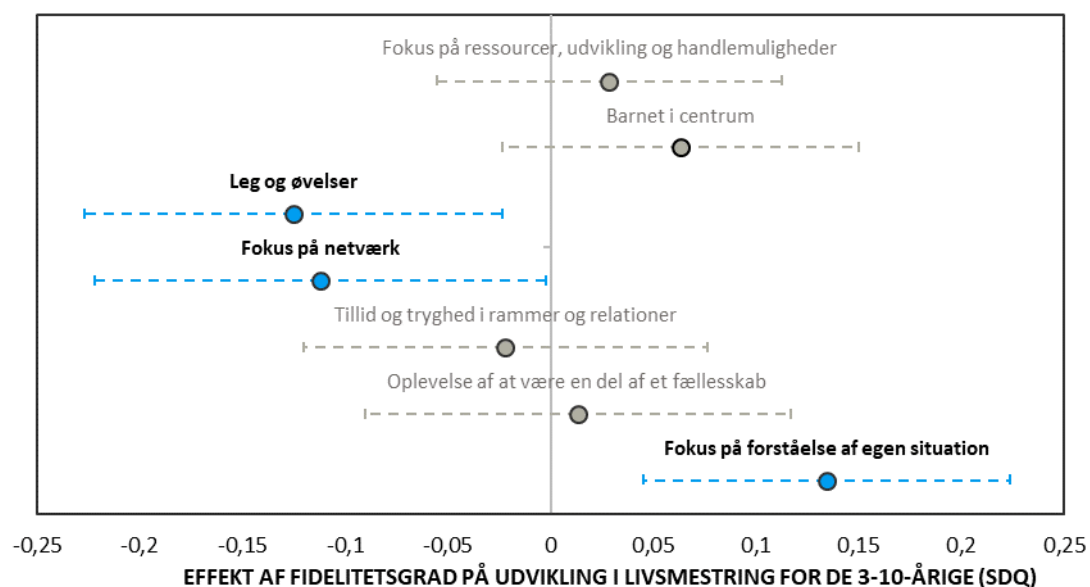 Fokus på ressourcer, udvikling og handlemuligheder
Barnet i centrum
Leg og øvelser
Fokus på netværk
Tillid og tryghed i rammer og relationer
Oplevelse af at være en del af et fællesskab
Fokus på forståelse af egen situation
-0,25 -0,2 -0,15 -0,1 -0,05 0 0,05 0,1 0,15 0,2 0,25
EFFEKT AF FIDELITETSGRAD PÅ UDVIKLING I LIVSMESTRING FOR DE 3-10-ÅRIGE (SDQ)